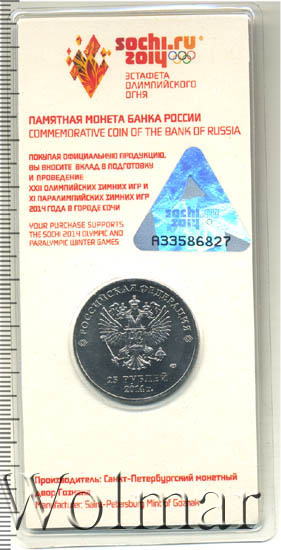 sochi.ru
2014
ЭСТАФЕТА
ОЛИМПИЙСКОГО
ОГНЯ
ПАМЯТНАЯ МОНЕТА БАНКА РОССИИ
COMMEMORATIVE COIN OF THE BANK OF RUSSIA
ПОКУПАЯ ОФИЦИАЛЬНУЮ ПРОДУКЦИЮ,
ВЫ ВНОСИТЕ ВКЛАД В ПОДГОТОВКУ
И ПРОВЕДЕНИЕ
XXII ОЛИМПИЙСКИХ ЗИМНИХ ИГР И
XI ПАРАЛИМПИЙСКИХ ЗИМНИХ ИГР
2014 ГОДА В ГОРОДЕ СОЧИ
YOUR PURCHASE SUPPORTS
THE SOCHI 2014 OLYMPIC AND
PARALYMPIC WINTER GAMES
sochi.ru
2014
A33586827
РОССИЙСКАЯ ФЕДЕРАЦИЯ
25 РУБЛЕЙ
2014 г.
Производитель: Санкт-Петербургский монетный
двор Гознака
Manufacturer: Saint-Petersburg Mint of Goznak
Wolmar